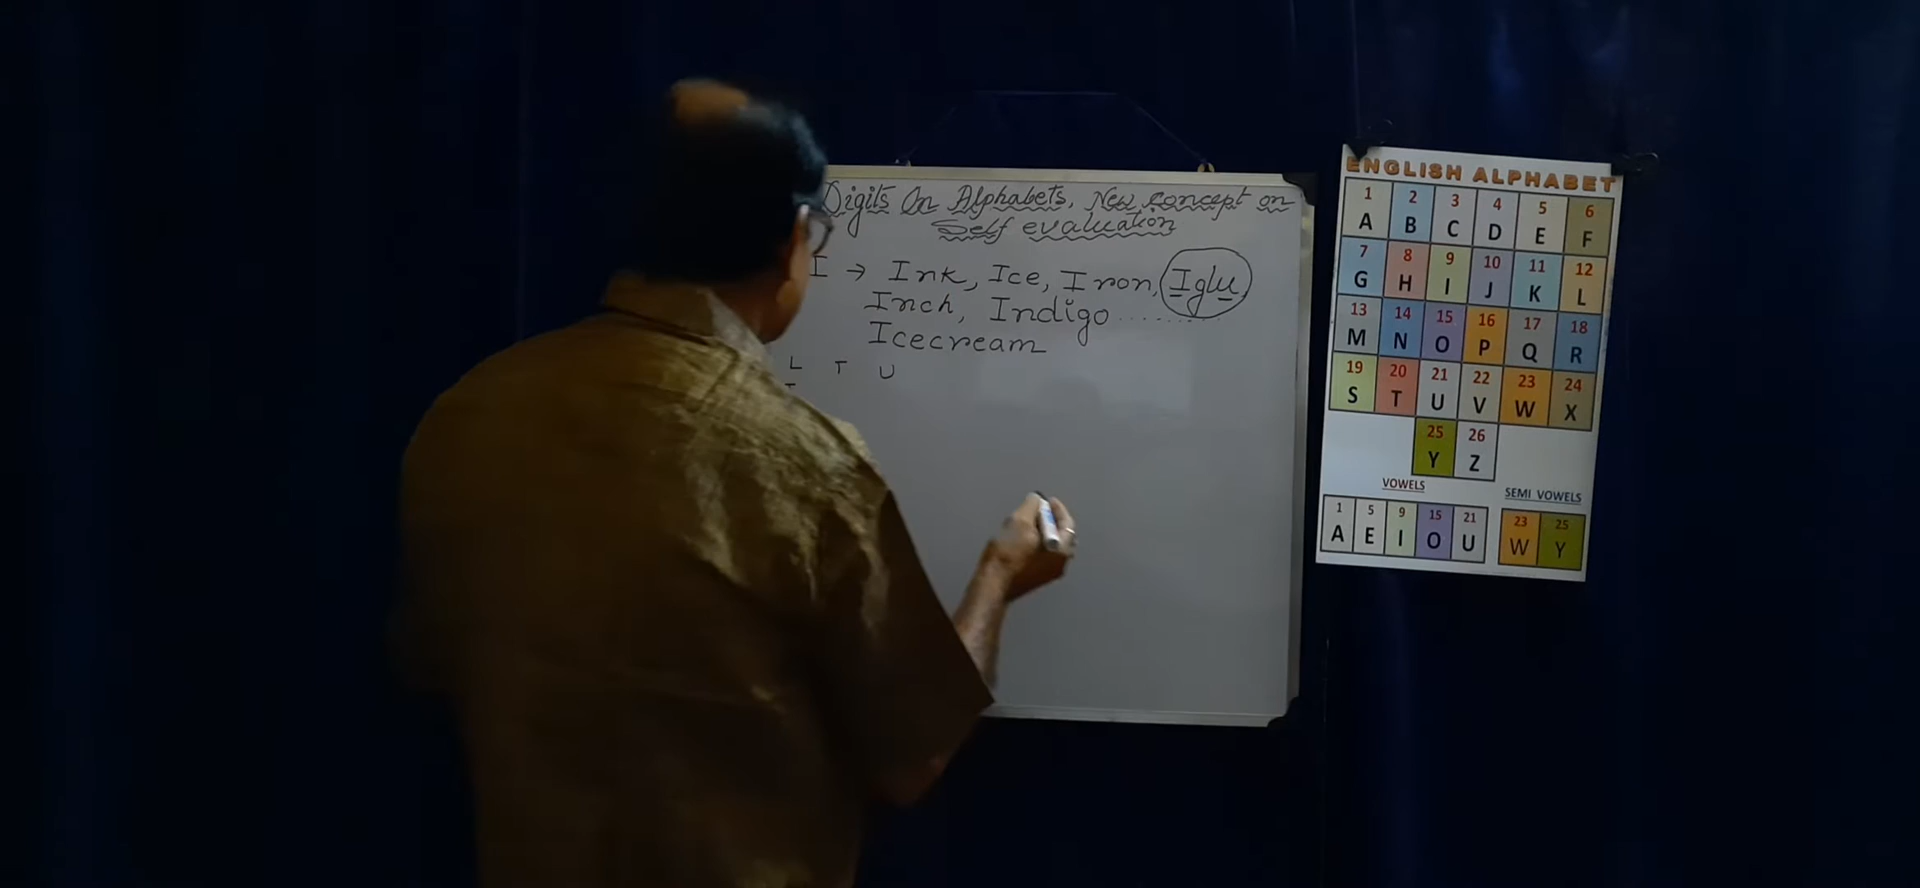 Digits On Alphabets, New concept on
Self evaluation
I → Ink, Ice, Iron, Iglu
Inch, Indigo ........
Icecream
L T U
ENGLISH ALPHABET
1 2 3 4 5 6
A B C D E F
7 8 9 10 11 12
G H I J K L
13 14 15 16 17 18
M N O P Q R
19 20 21 22 23 24
S T U V W X
25 26
Y Z
VOWELS
SEMI VOWELS
1 5 9 15 21
A E I O U
23 25
W Y